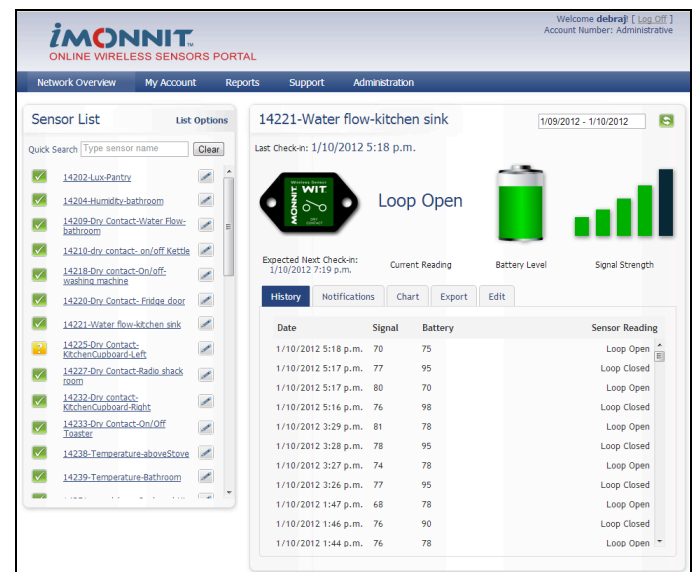 iMONNIT™
ONLINE WIRELESS SENSORS PORTAL
Welcome debraj! [ Log Off ]
Account Number: Administrative
Network Overview My Account Reports Support Administration
Sensor List List Options
Quick Search Type sensor name Clear
14202-Lux-Pantry
14204-Humidity-bathroom
14209-Dry Contact-Water Flow-
bathroom
14210-dry contact- on/off Kettle
14218-Dry contact-On/off-
washing machine
14220-Dry Contact- Fridge door
14221-Water flow-kitchen sink
14225-Dry Contact-
KitchenCupboard-Left
14227-Dry Contact-Radio shack
room
14232-Dry contact-
KitchenCupboard-Right
14233-Dry Contact-On/Off
Toaster
14238-Temperature-aboveStove
14239-Temperature-Bathroom
14221-Water flow-kitchen sink 1/09/2012 - 1/10/2012
Last Check-in: 1/10/2012 5:18 p.m.
Wireless Sensor
MONNIT WIT
DRY
CONTACT
Loop Open
Expected Next Check-in:
1/10/2012 7:19 p.m.
Current Reading Battery Level Signal Strength
History Notifications Chart Export Edit
Date Signal Battery Sensor Reading
1/10/2012 5:18 p.m. 70 75 Loop Open
1/10/2012 5:17 p.m. 77 95 Loop Closed
1/10/2012 5:17 p.m. 80 70 Loop Open
1/10/2012 5:16 p.m. 76 98 Loop Closed
1/10/2012 3:29 p.m. 81 78 Loop Open
1/10/2012 3:28 p.m. 78 95 Loop Closed
1/10/2012 3:27 p.m. 74 78 Loop Open
1/10/2012 3:26 p.m. 77 95 Loop Closed
1/10/2012 1:47 p.m. 68 78 Loop Open
1/10/2012 1:46 p.m. 76 90 Loop Closed
1/10/2012 1:44 p.m. 76 78 Loop Open